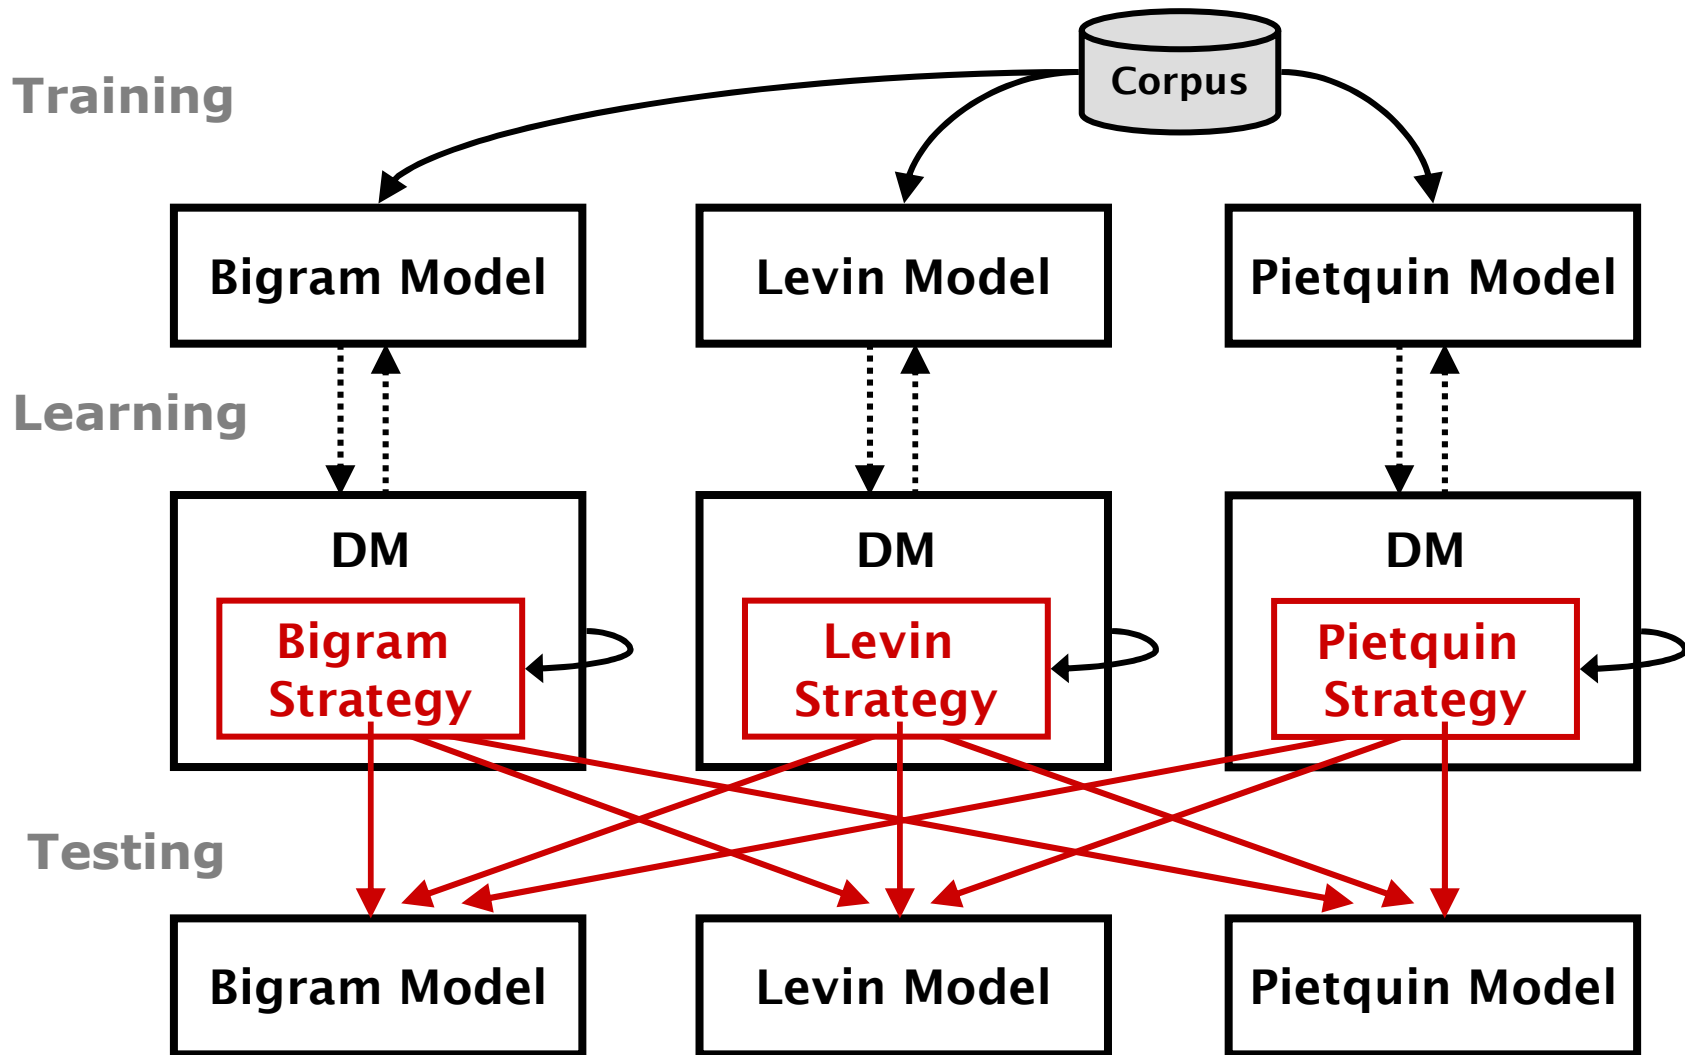 Corpus
Training
Bigram Model
Levin Model
Pietquin Model
Learning
DM
DM
DM
Bigram
Strategy
Levin
Strategy
Pietquin
Strategy
Testing
Bigram Model
Levin Model
Pietquin Model